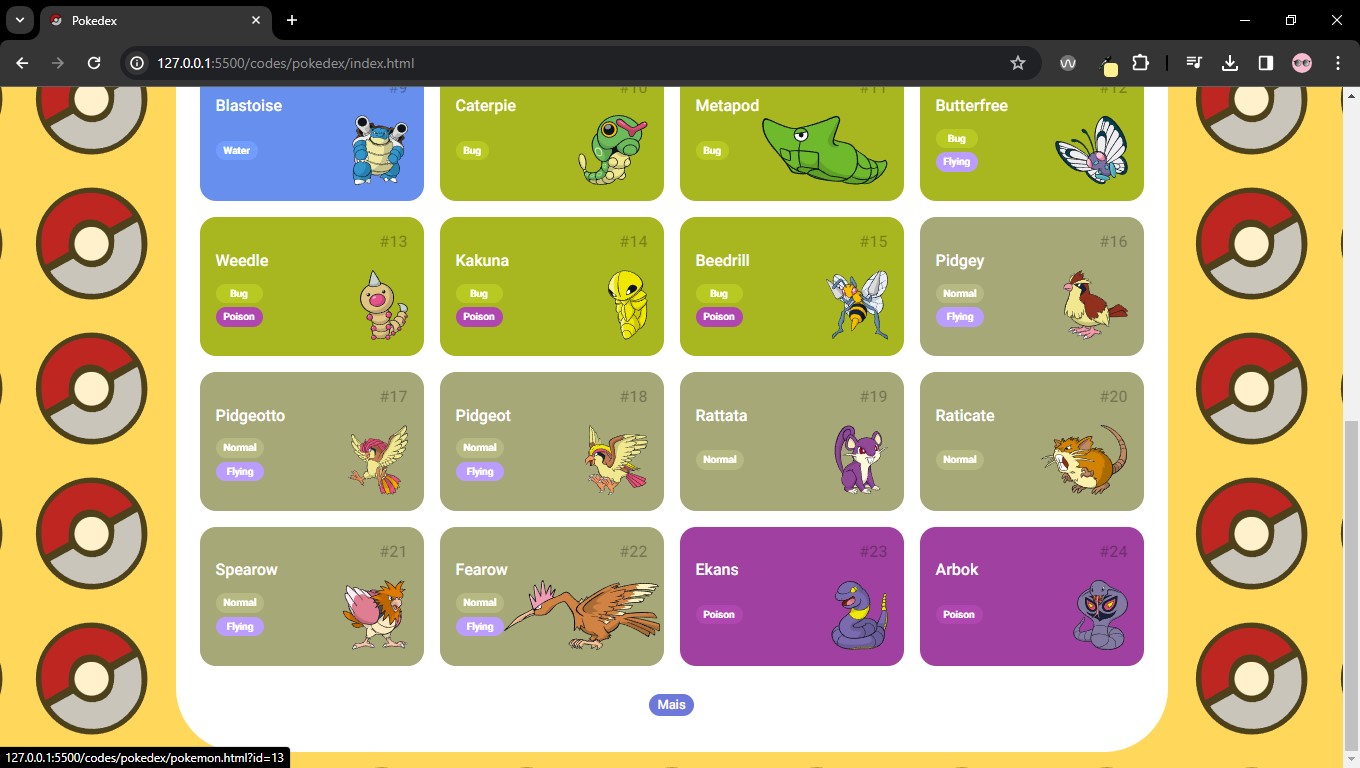 Pokedex
127.0.0.1:5500/codes/pokedex/index.html
#9
#10
#11
#12
Blastoise
Caterpie
Metapod
Butterfree
Water
Bug
Bug
Bug
Flying
#13
#14
#15
#16
Weedle
Kakuna
Beedrill
Pidgey
Bug
Bug
Bug
Normal
Poison
Poison
Poison
Flying
#17
#18
#19
#20
Pidgeotto
Pidgeot
Rattata
Raticate
Normal
Normal
Normal
Normal
Flying
Flying
#21
#22
#23
#24
Spearow
Fearow
Ekans
Arbok
Normal
Normal
Poison
Poison
Flying
Flying
Mais
127.0.0.1:5500/codes/pokedex/pokemon.html?id=13